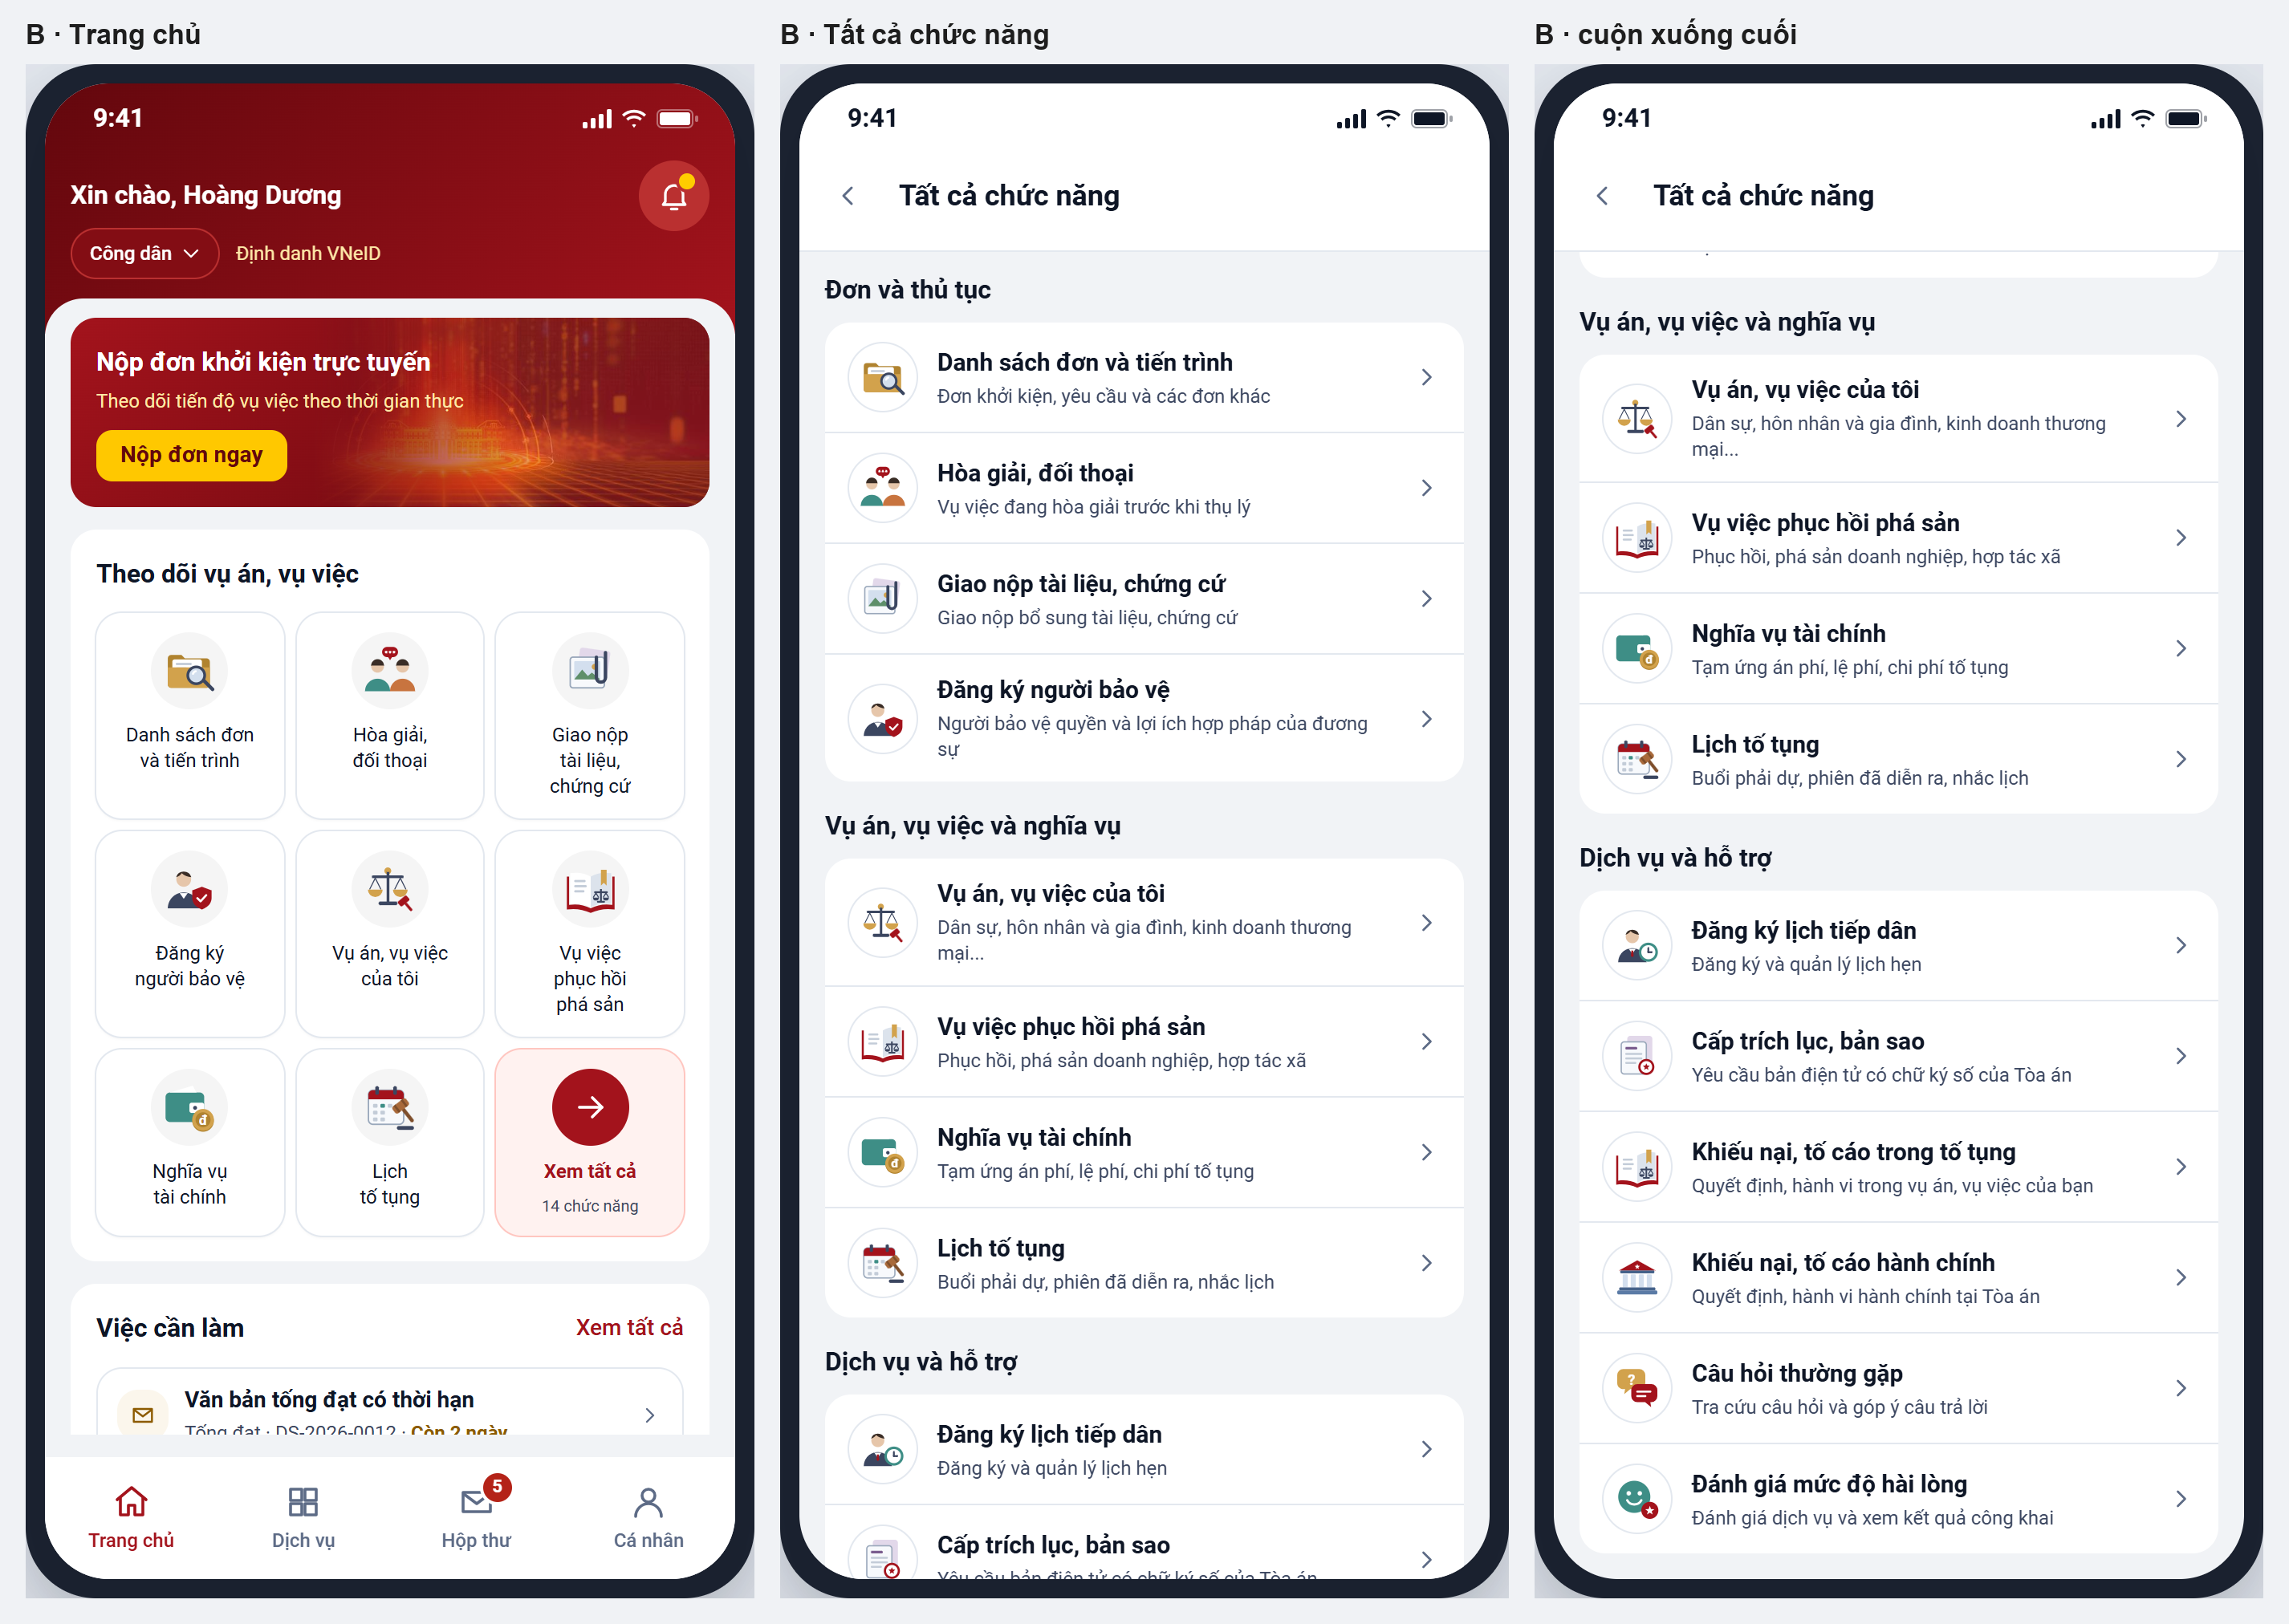 B · Trang chủ
9:41
Xin chào, Hoàng Dương
Công dân
Định danh VNeID
Nộp đơn khởi kiện trực tuyến
Theo dõi tiến độ vụ việc theo thời gian thực
Nộp đơn ngay
Theo dõi vụ án, vụ việc
Danh sách đơn
và tiến trình
Hòa giải,
đối thoại
Giao nộp
tài liệu,
chứng cứ
Đăng ký
người bảo vệ
Vụ án, vụ việc
của tôi
Vụ việc
phục hồi
phá sản
Nghĩa vụ
tài chính
Lịch
tố tụng
Xem tất cả
14 chức năng
Việc cần làm
Xem tất cả
Văn bản tống đạt có thời hạn
Tống đạt · DS-2026-0012 · Còn 2 ngày
Trang chủ
Dịch vụ
5
Hộp thư
Cá nhân
B · Tất cả chức năng
9:41
Tất cả chức năng
Đơn và thủ tục
Danh sách đơn và tiến trình
Đơn khởi kiện, yêu cầu và các đơn khác
Hòa giải, đối thoại
Vụ việc đang hòa giải trước khi thụ lý
Giao nộp tài liệu, chứng cứ
Giao nộp bổ sung tài liệu, chứng cứ
Đăng ký người bảo vệ
Người bảo vệ quyền và lợi ích hợp pháp của đương
sự
Vụ án, vụ việc và nghĩa vụ
Vụ án, vụ việc của tôi
Dân sự, hôn nhân và gia đình, kinh doanh thương
mại...
Vụ việc phục hồi phá sản
Phục hồi, phá sản doanh nghiệp, hợp tác xã
Nghĩa vụ tài chính
Tạm ứng án phí, lệ phí, chi phí tố tụng
Lịch tố tụng
Buổi phải dự, phiên đã diễn ra, nhắc lịch
Dịch vụ và hỗ trợ
Đăng ký lịch tiếp dân
Đăng ký và quản lý lịch hẹn
Cấp trích lục, bản sao
Yêu cầu bản điện tử có chữ ký số của Tòa án
B · cuộn xuống cuối
9:41
Tất cả chức năng
Vụ án, vụ việc và nghĩa vụ
Vụ án, vụ việc của tôi
Dân sự, hôn nhân và gia đình, kinh doanh thương
mại...
Vụ việc phục hồi phá sản
Phục hồi, phá sản doanh nghiệp, hợp tác xã
Nghĩa vụ tài chính
Tạm ứng án phí, lệ phí, chi phí tố tụng
Lịch tố tụng
Buổi phải dự, phiên đã diễn ra, nhắc lịch
Dịch vụ và hỗ trợ
Đăng ký lịch tiếp dân
Đăng ký và quản lý lịch hẹn
Cấp trích lục, bản sao
Yêu cầu bản điện tử có chữ ký số của Tòa án
Khiếu nại, tố cáo trong tố tụng
Quyết định, hành vi trong vụ án, vụ việc của bạn
Khiếu nại, tố cáo hành chính
Quyết định, hành vi hành chính tại Tòa án
Câu hỏi thường gặp
Tra cứu câu hỏi và góp ý câu trả lời
Đánh giá mức độ hài lòng
Đánh giá dịch vụ và xem kết quả công khai